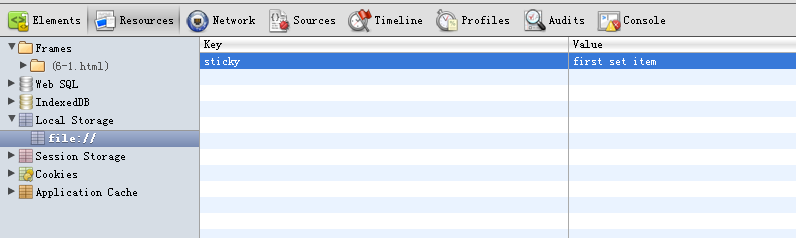 Elements Resources Network Sources Timeline Profiles Audits Console
Frames
(6-1.html)
Web SQL
IndexedDB
Local Storage
file://
Session Storage
Cookies
Application Cache
Key Value
sticky first set item